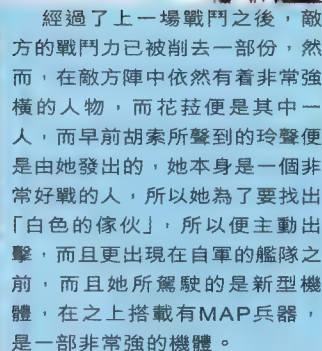 經過了上一場戰鬥之後，敵
方的戰鬥力已被削去一部份，然
而，在敵方陣中依然有着非常強
橫的人物，而花菈便是其中一
人，而早前胡索所聲到的玲聲便
是由她發出的，她本身是一個非
常好戰的人，所以她為了要找出
「白色的傢伙」，所以便主動出
擊，而且更出現在自軍的艦隊之
前，而且她所駕駛的是新型機
體，在之上搭載有MAP兵器，
是一部非常強的機體。